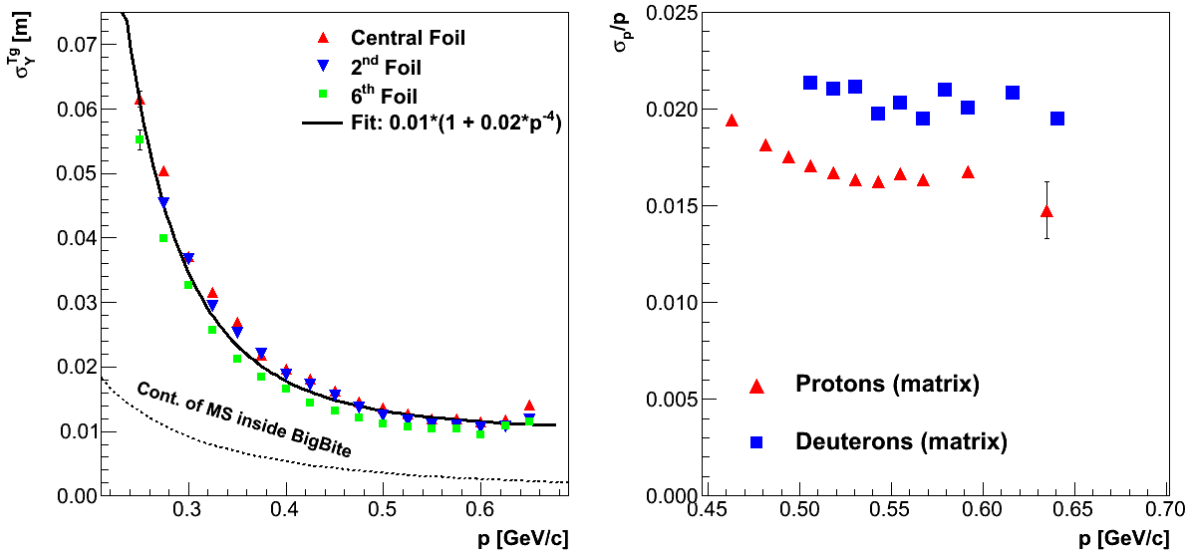 σ_Y^Tg [m]
0.07
0.06
0.05
0.04
0.03
0.02
0.01
0.00
Central Foil
2nd Foil
6th Foil
Fit: 0.01*(1 + 0.02*p-4)
Cont. of MS inside BigBite
0.3 0.4 0.5 0.6
p [GeV/c]
σp/p
0.025
0.020
0.015
0.010
0.005
0.000
Protons (matrix)
Deuterons (matrix)
0.45 0.50 0.55 0.60 0.65 0.70
p [GeV/c]